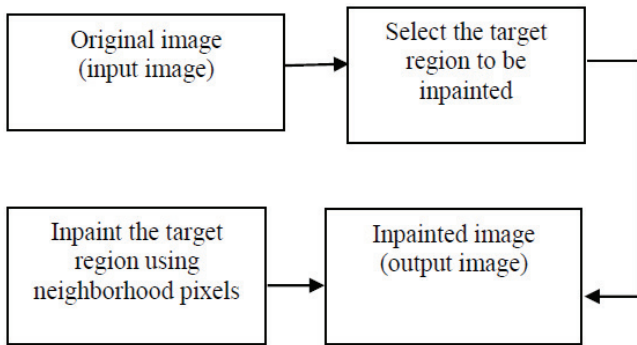 Original image
(input image)
Select the target
region to be
inpainted
Inpaint the target
region using
neighborhood pixels
Inpainted image
(output image)